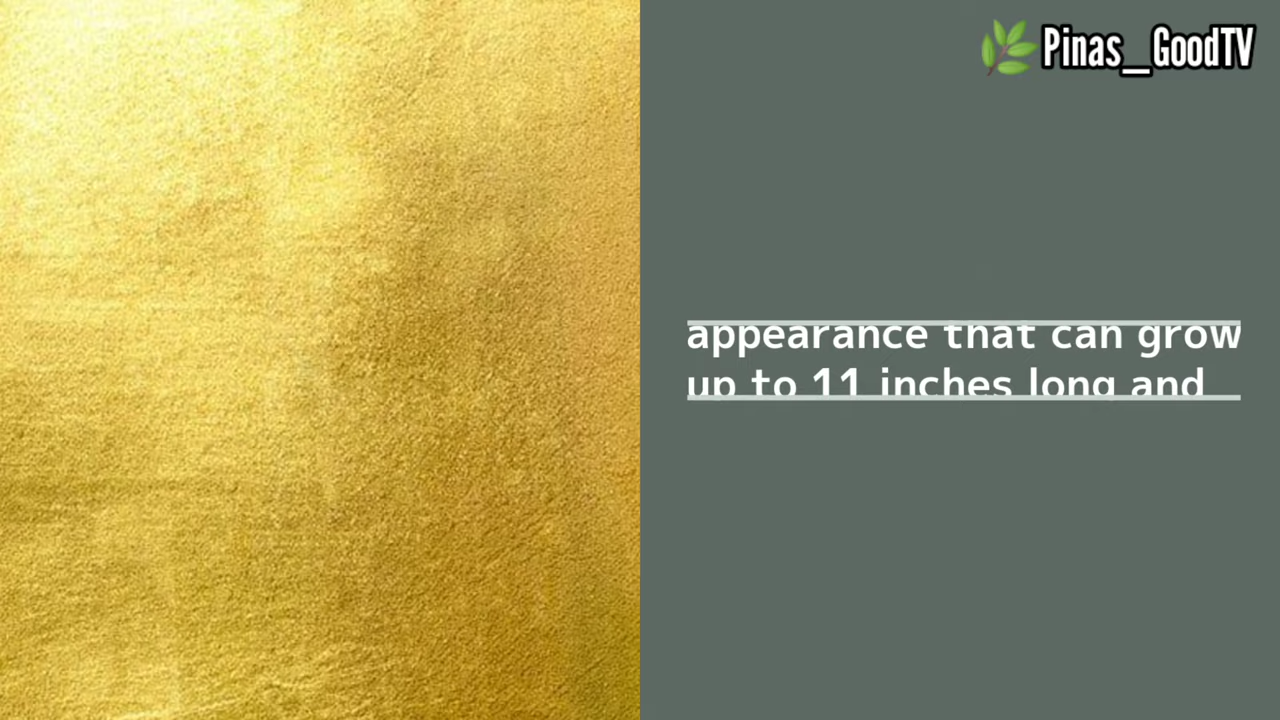 Pinas_GoodTV
appearance that can grow
up to 11 inches long and